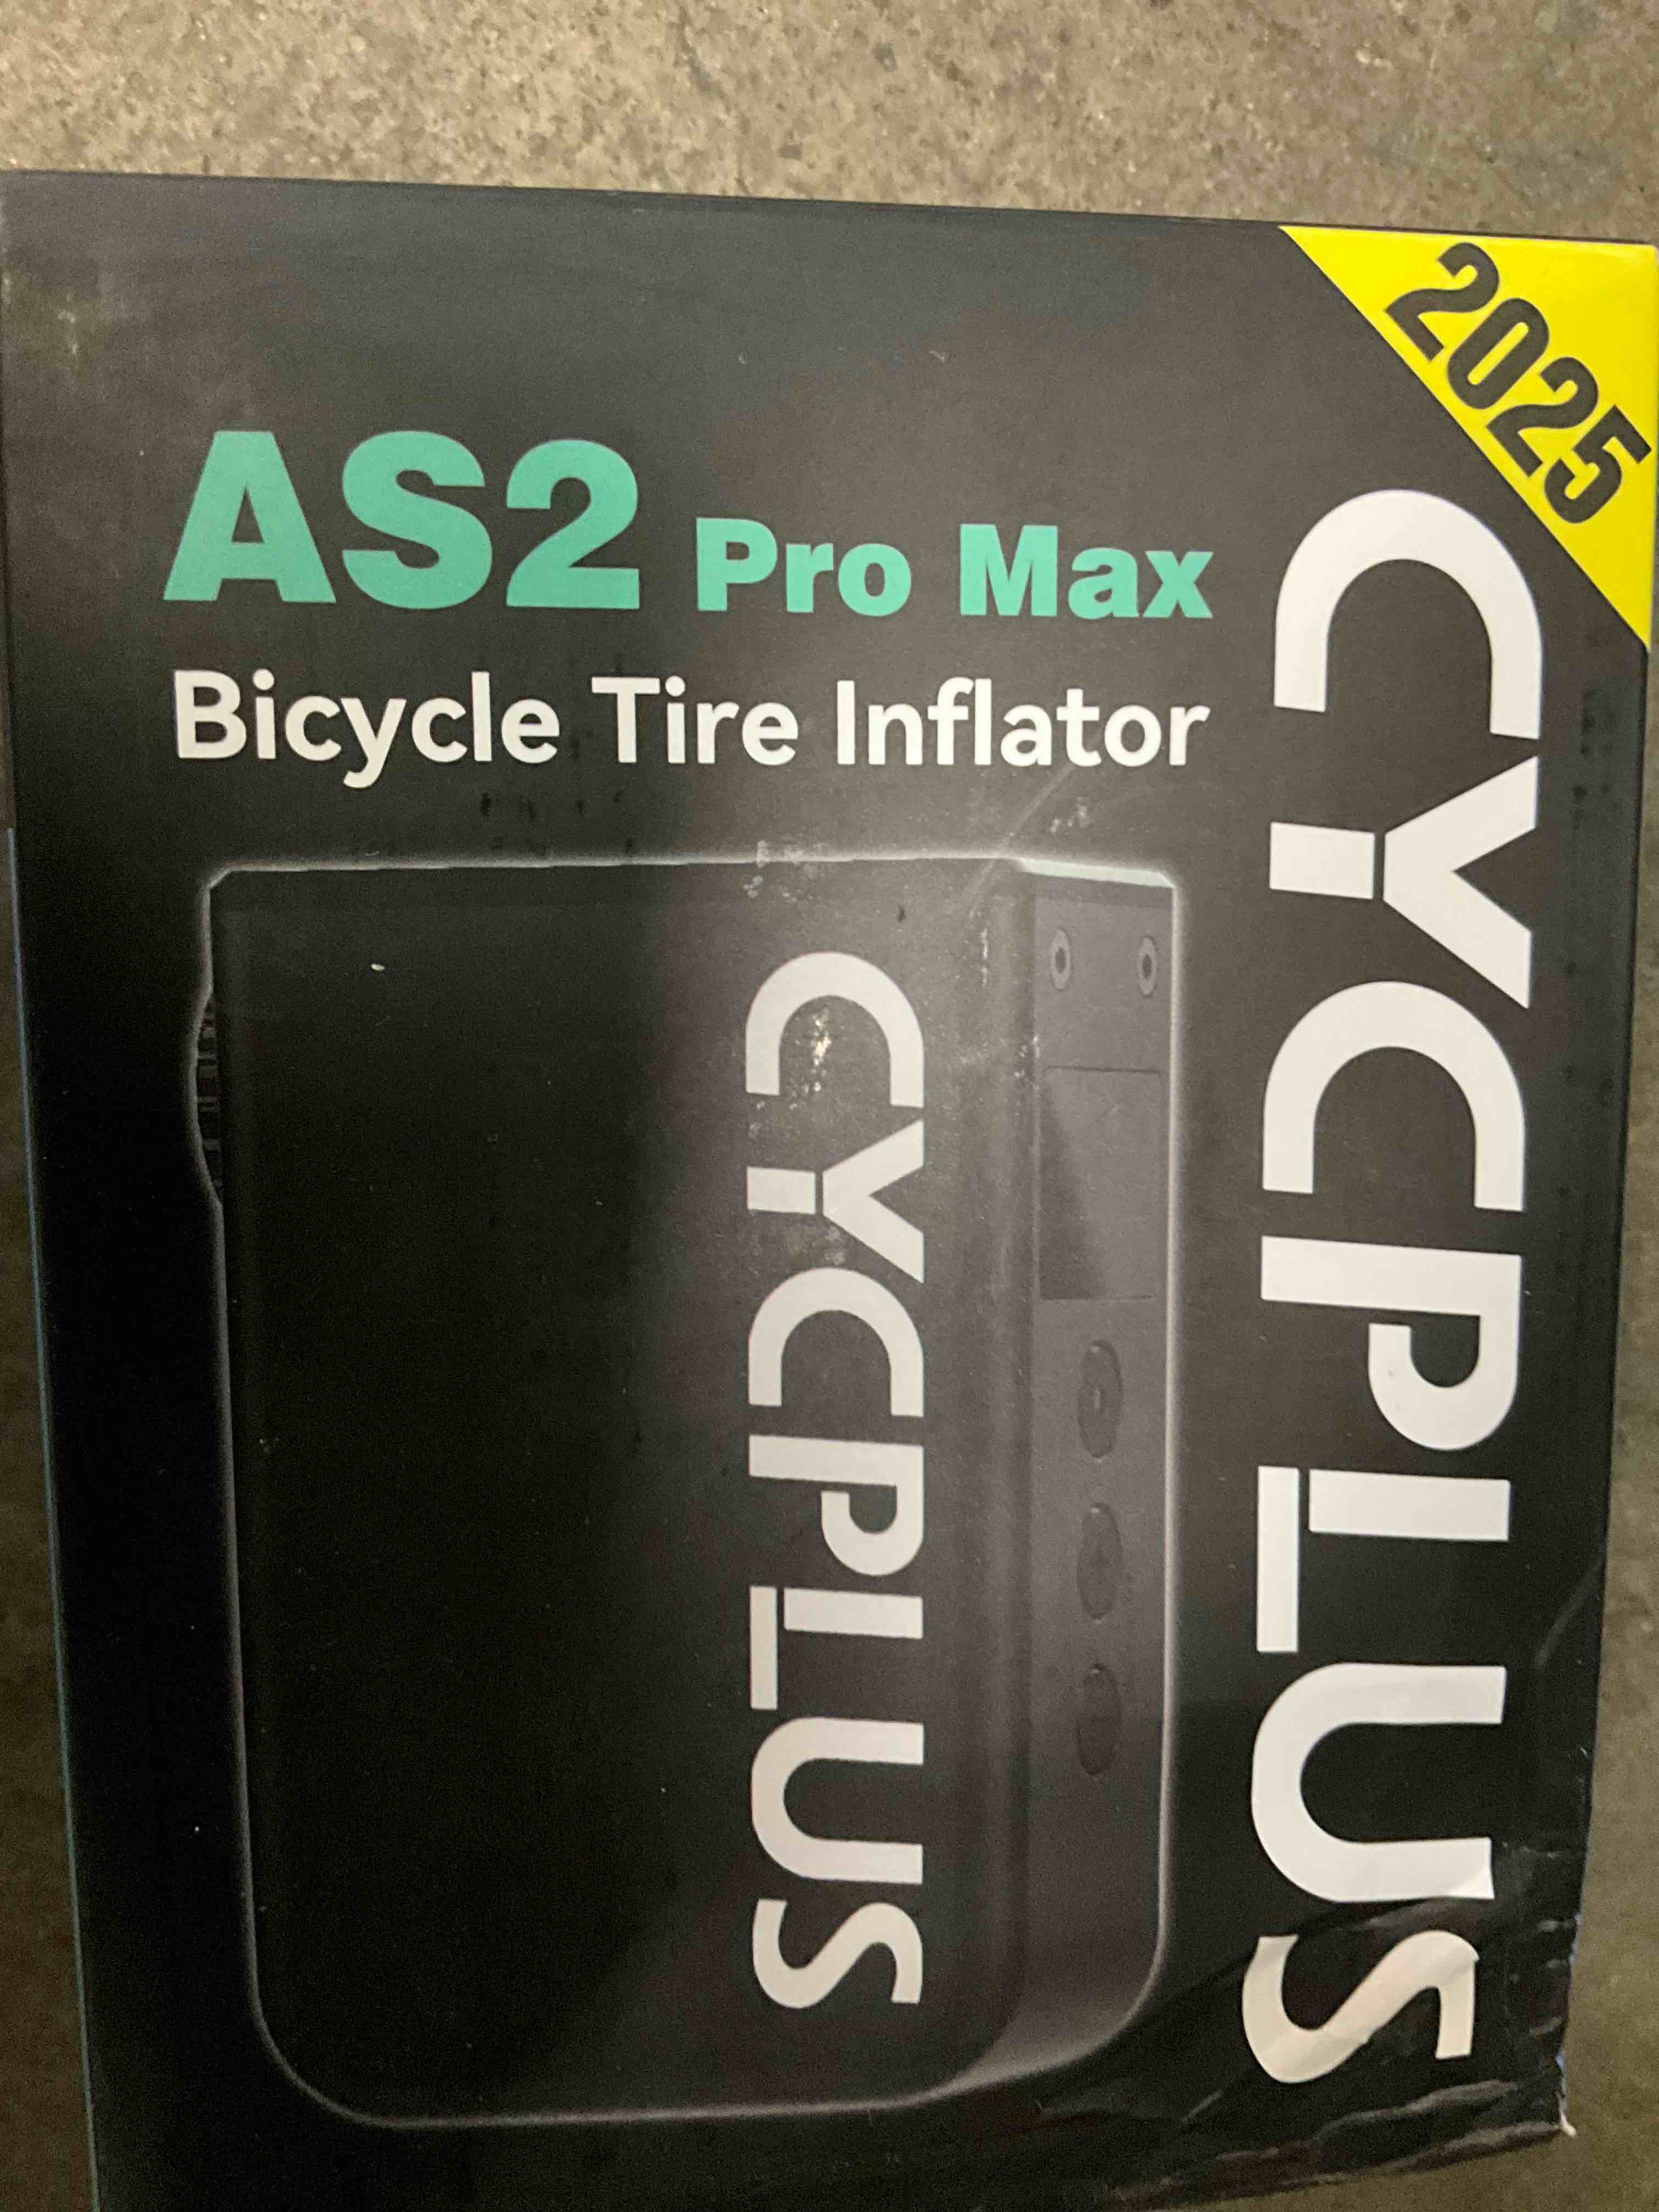 2025
AS2 Pro Max
Bicycle Tire Inflator
CYCPLUS
CYCPLUS